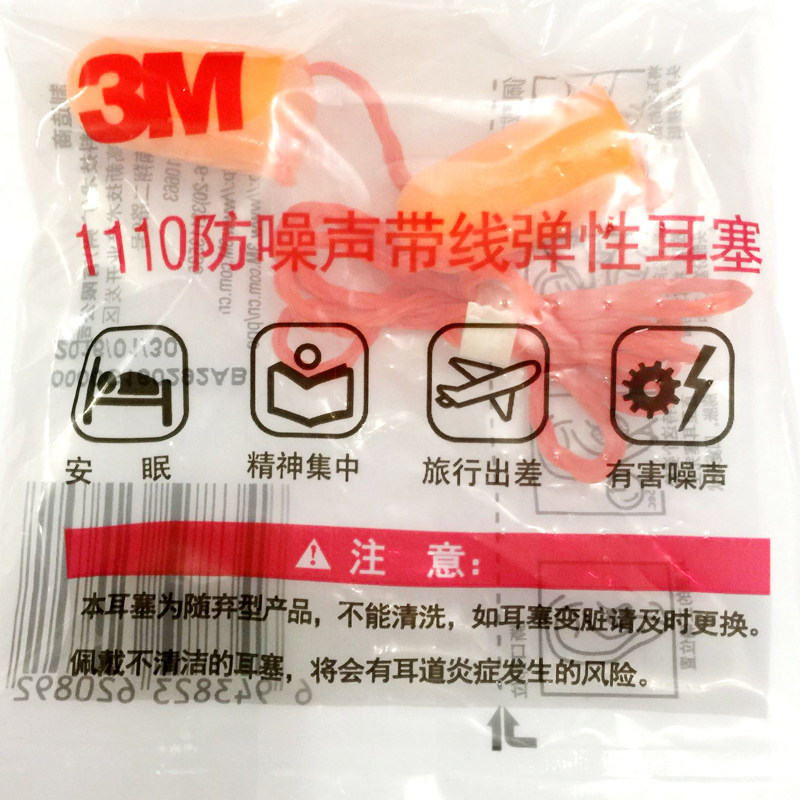 3M
1110防噪声带线弹性耳塞
2016/01/30
安 眠
精神集中
旅行出差
有害噪声
注 意:
本耳塞为随弃型产品，不能清洗，如耳塞变脏请及时更换。
佩戴不清洁的耳塞，将会有耳道炎症发生的风险。
6 943823 620892